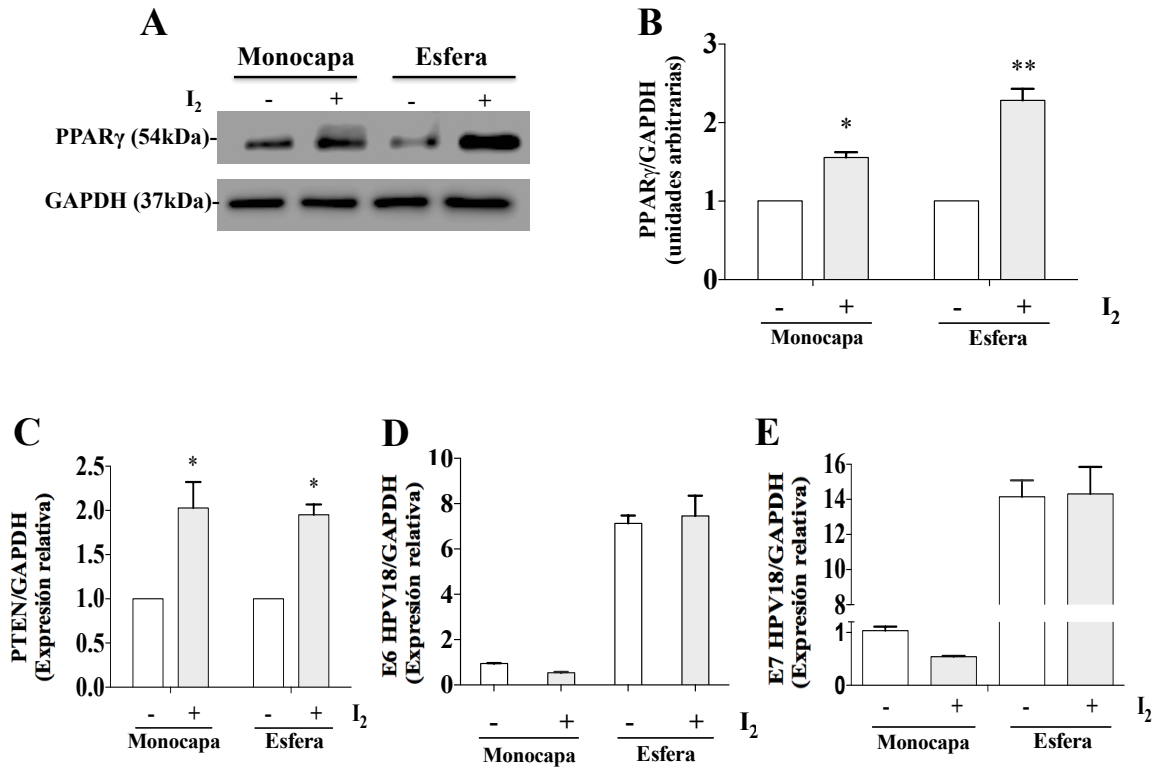 A
Monocapa Esfera
I₂ - + - +
PPARγ (54kDa)-
GAPDH (37kDa)-
B
PPARγ/GAPDH
(unidades arbitrarias)
3
2
1
0
*
**
- + - + I₂
Monocapa Esfera
C
PTEN/GAPDH
(Expresión relativa)
2.5
2.0
1.5
1.0
0.5
0.0
*
*
- + - + I₂
Monocapa Esfera
D
E6 HPV18/GAPDH
(Expresión relativa)
10
8
6
4
2
0
- + - + I₂
Monocapa Esfera
E
E7 HPV18/GAPDH
(Expresión relativa)
16
14
12
10
8
1
0
- + - + I₂
Monocapa Esfera